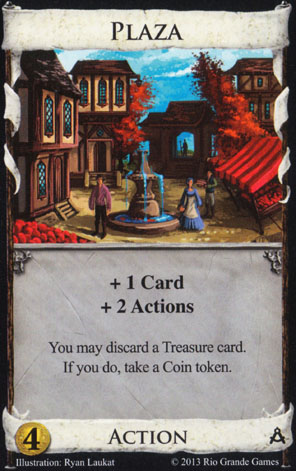 PLAZA
+ 1 Card
+ 2 Actions
You may discard a Treasure card.
If you do, take a Coin token.
4
ACTION
Illustration: Ryan Laukat
© 2013 Rio Grande Games